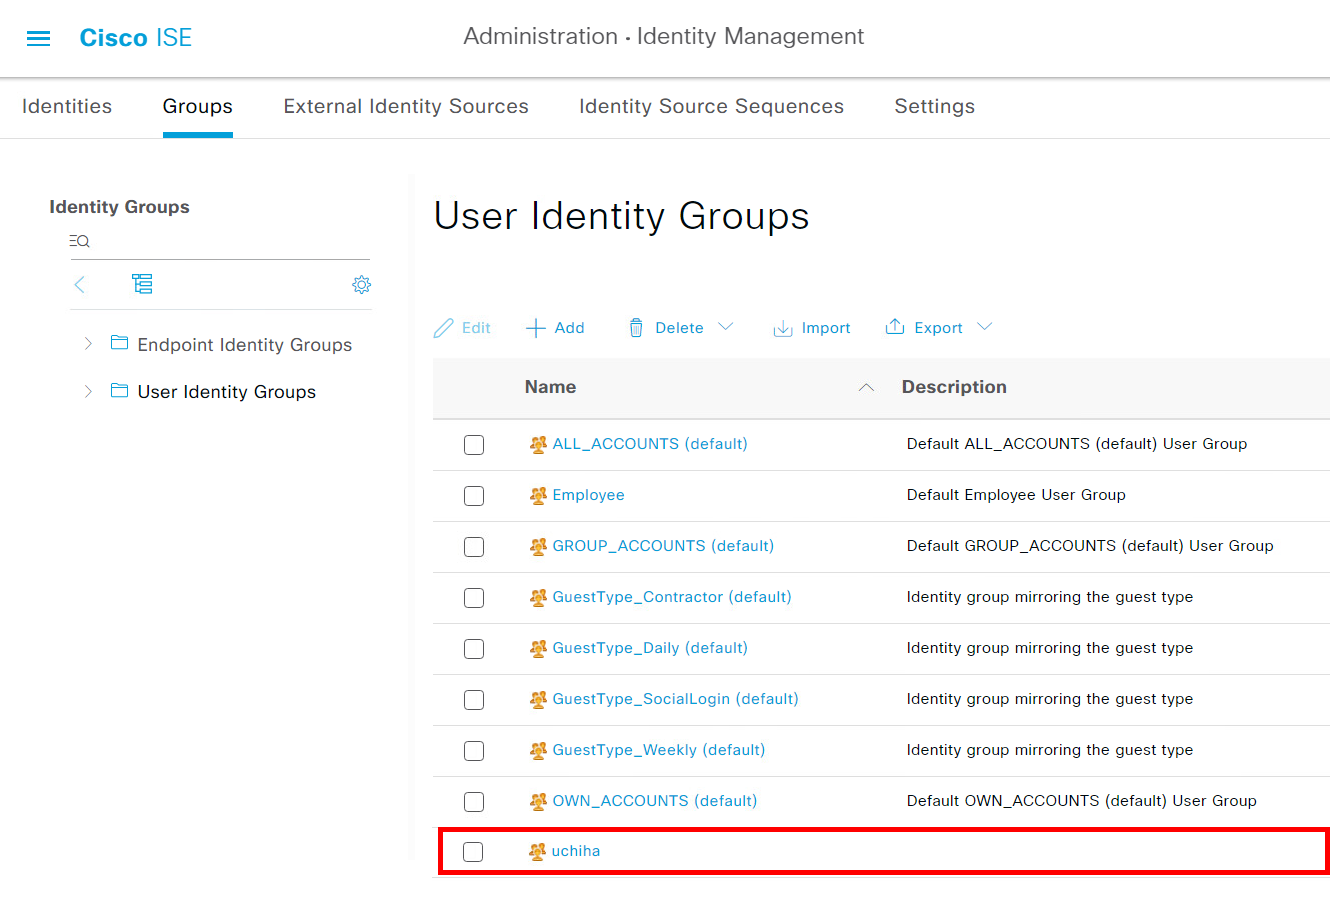 Cisco ISE
Administration · Identity Management
Identities Groups External Identity Sources Identity Source Sequences Settings
Identity Groups
Endpoint Identity Groups
User Identity Groups
User Identity Groups
Edit Add Delete Import Export
Name Description
ALL_ACCOUNTS (default) Default ALL_ACCOUNTS (default) User Group
Employee Default Employee User Group
GROUP_ACCOUNTS (default) Default GROUP_ACCOUNTS (default) User Group
GuestType_Contractor (default) Identity group mirroring the guest type
GuestType_Daily (default) Identity group mirroring the guest type
GuestType_SocialLogin (default) Identity group mirroring the guest type
GuestType_Weekly (default) Identity group mirroring the guest type
OWN_ACCOUNTS (default) Default OWN_ACCOUNTS (default) User Group
uchiha